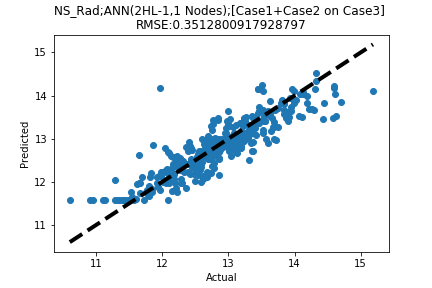 NS_Rad;ANN(2HL-1,1 Nodes);[Case1+Case2 on Case3]
RMSE:0.3512800917928797
15
14
13
12
11
Predicted
11
12
13
14
15
Actual